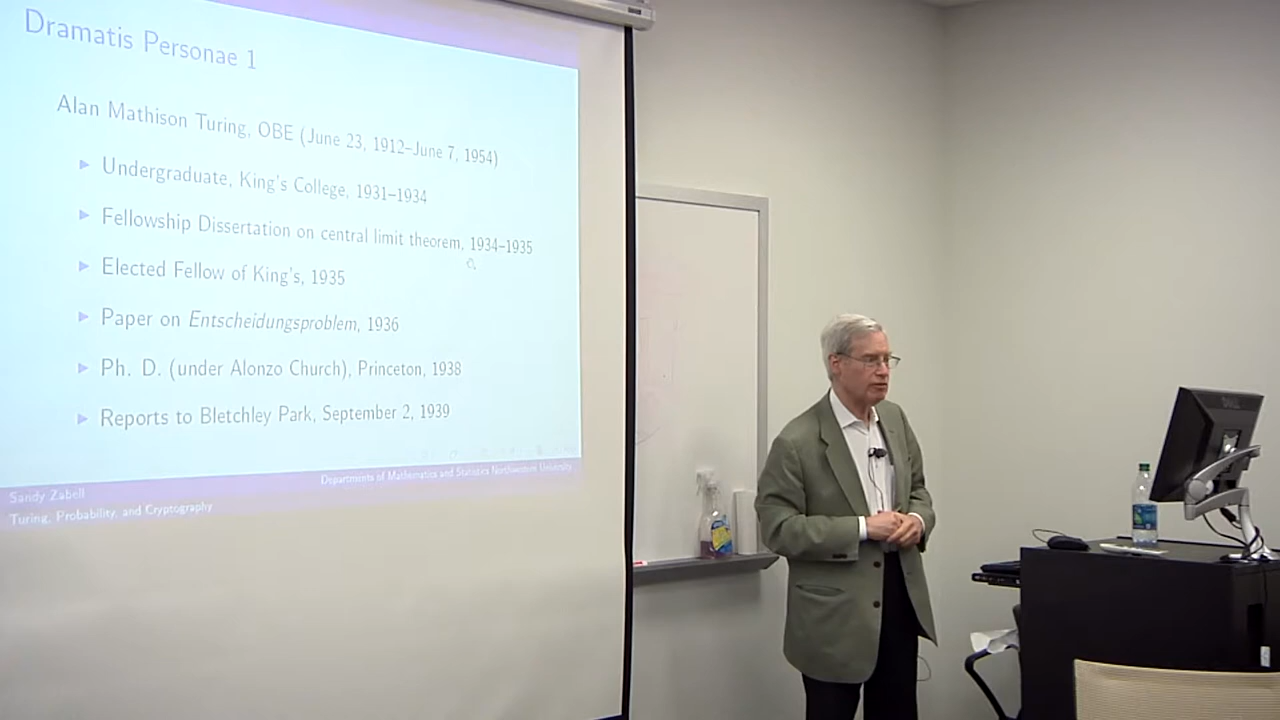 Dramatis Personae 1
Alan Mathison Turing, OBE (June 23, 1912–June 7, 1954)
Undergraduate, King's College, 1931–1934
Fellowship Dissertation on central limit theorem, 1934–1935
Elected Fellow of King's, 1935
Paper on Entscheidungsproblem, 1936
Ph. D. (under Alonzo Church), Princeton, 1938
Reports to Bletchley Park, September 2, 1939
Sandy Zabell
Departments of Mathematics and Statistics Northwestern University
Turing, Probability, and Cryptography
DELL